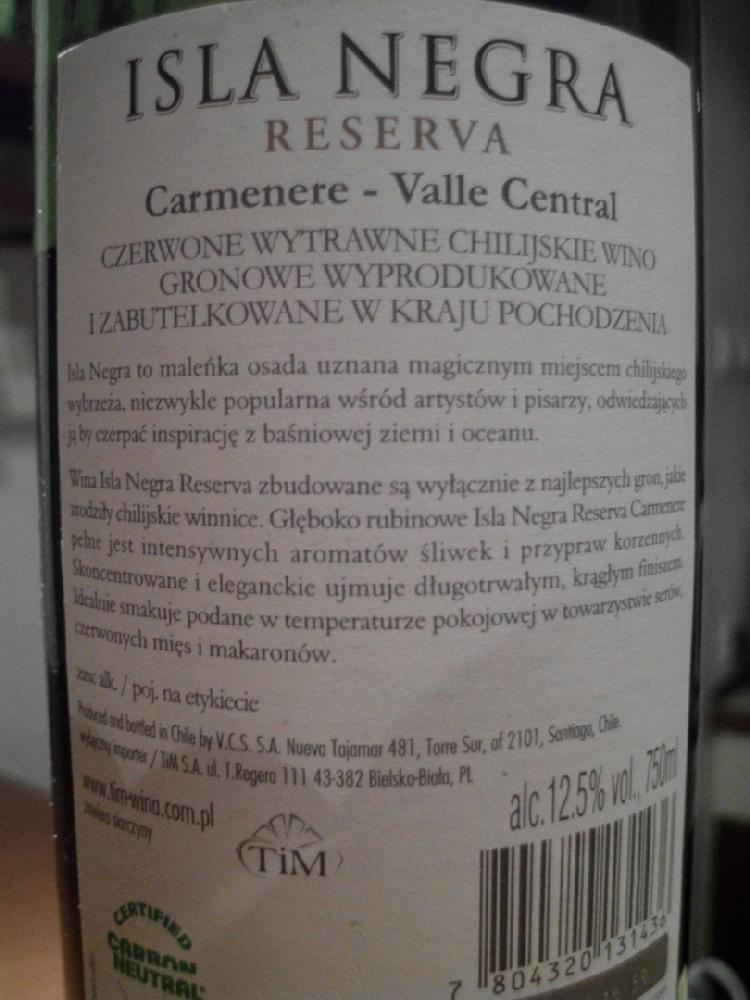 ISLA NEGRA
RESERVA
Carmenere - Valle Central
CZERWONE WYTRAWNE CHILIJSKIE WINO
GRONOWE WYPRODUKOWANE
I ZABUTELKOWANE W KRAJU POCHODZENIA
Isla Negra to maleńka osada uznana magicznym miejscem chilijskiego
wybrzeża, niezwykle popularna wśród artystów i pisarzy, odwiedzających
ją by czerpać inspirację z baśniowej ziemi i oceanu.
Wina Isla Negra Reserva zbudowane są wyłącznie z najlepszych gron, jakie
zrodziły chilijskie winnice. Głęboko rubinowe Isla Negra Reserva Carmenere
pełne jest intensywnych aromatów śliwek i przypraw korzennych.
Skoncentrowane i eleganckie ujmuje długotrwałym, krągłym finiszem.
Idealnie smakuje podane w temperaturze pokojowej w towarzystwie serów,
czerwonych mięs i makaronów.
zaw. alk. / poj. na etykiecie
Produced and bottled in Chile by V.C.S. S.A. Nueva Tajamar 481, Torre Sur, of 2101, Santiago, Chile.
wyłączny importer / TiM S.A. ul. T.Regera 111 43-382 Bielsko-Biała, PL
www.tim-wina.com.pl
zawiera siarczyny
alc.12.5% vol., 750ml
TiM
CERTIFIED
CARBON
NEUTRAL
7 804320 131436